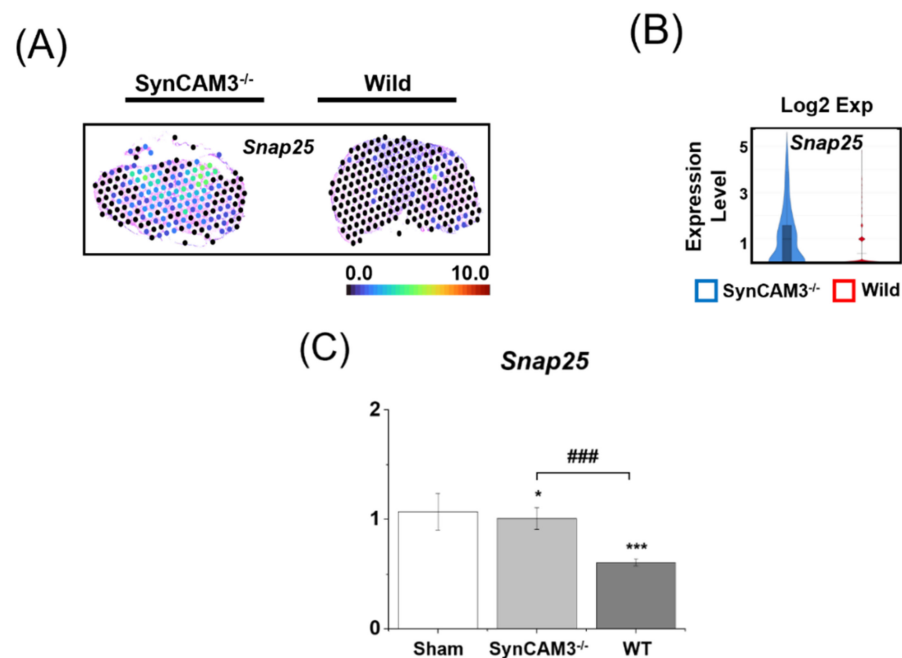 (A)
SynCAM3-/- Wild
Snap25
0.0 10.0
(B)
Log2 Exp
Snap25
Expression
Level
5
3
1
SynCAM3-/- Wild
(C)
Snap25
2
1
0
###
*
***
Sham SynCAM3-/- WT